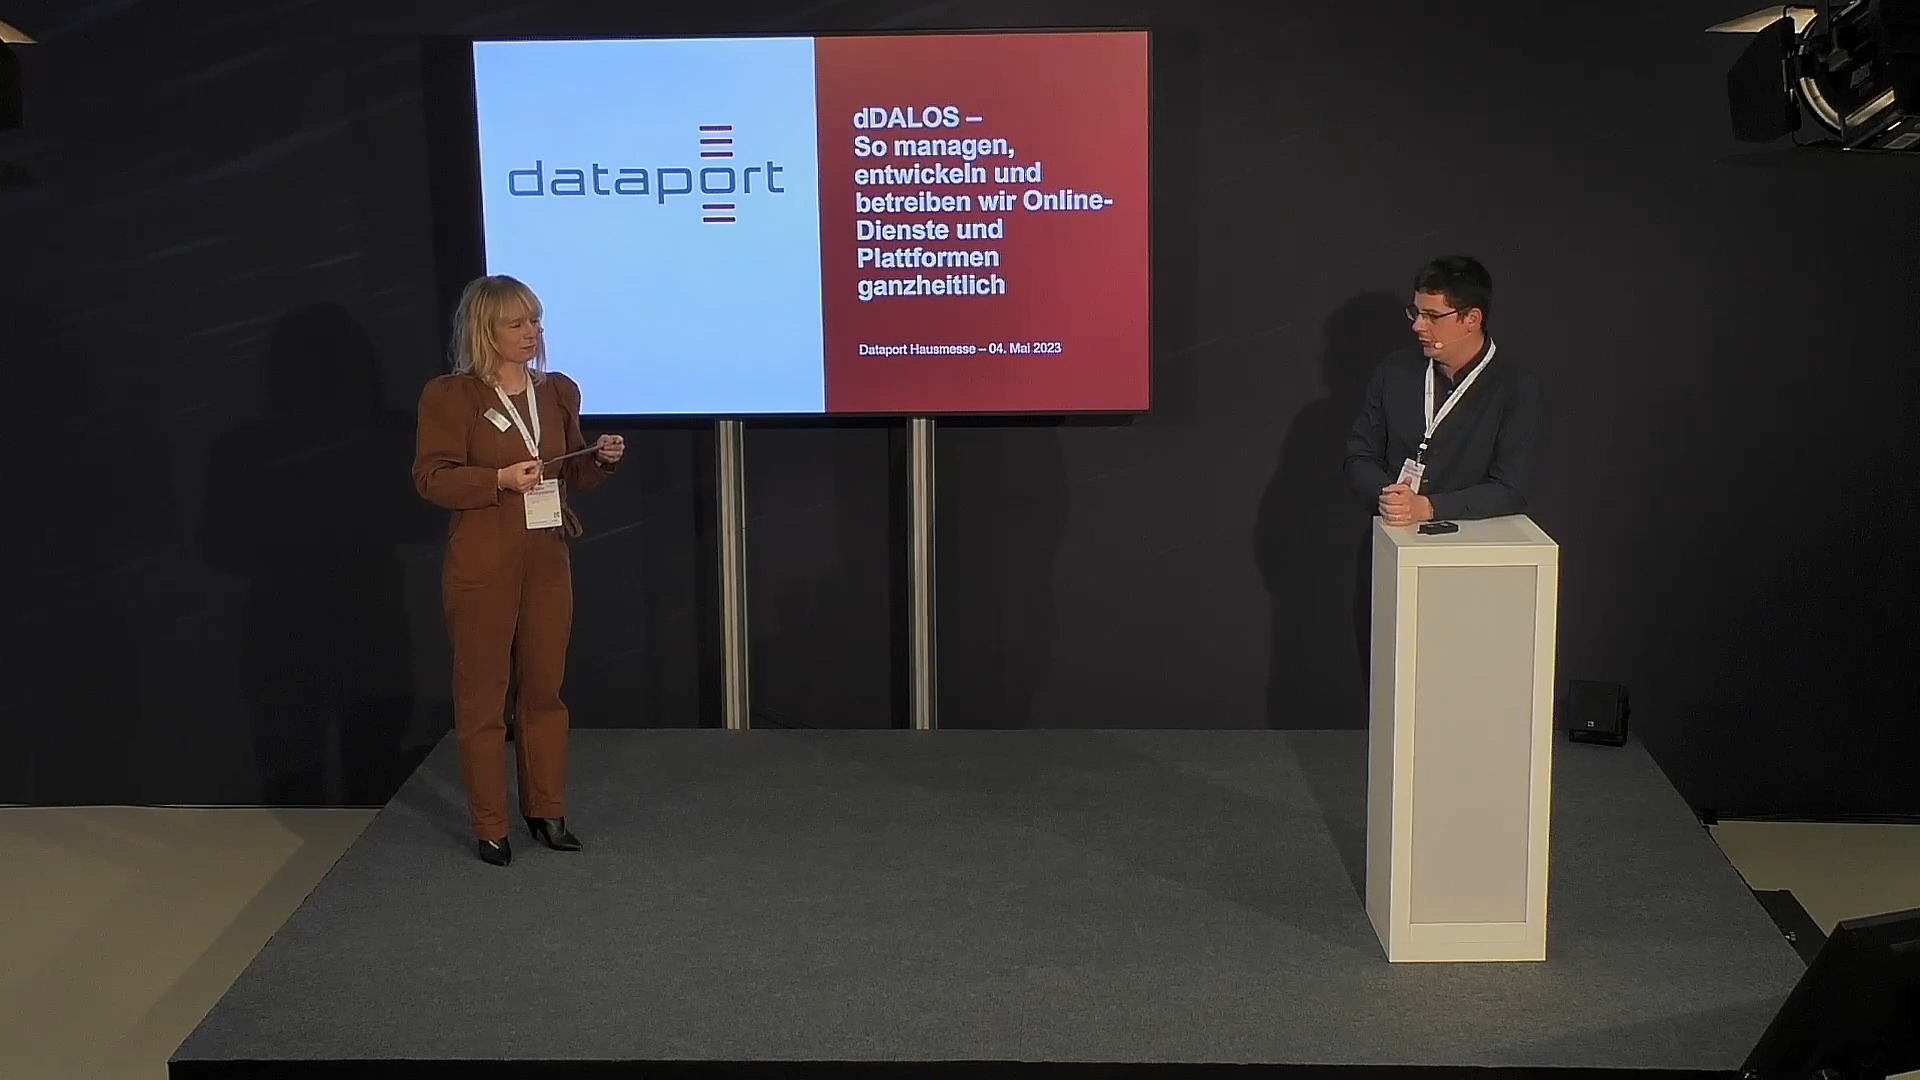 dataport
dDALOS –
So managen,
entwickeln und
betreiben wir Online-
Dienste und
Plattformen
ganzheitlich
Dataport Hausmesse – 04. Mai 2023